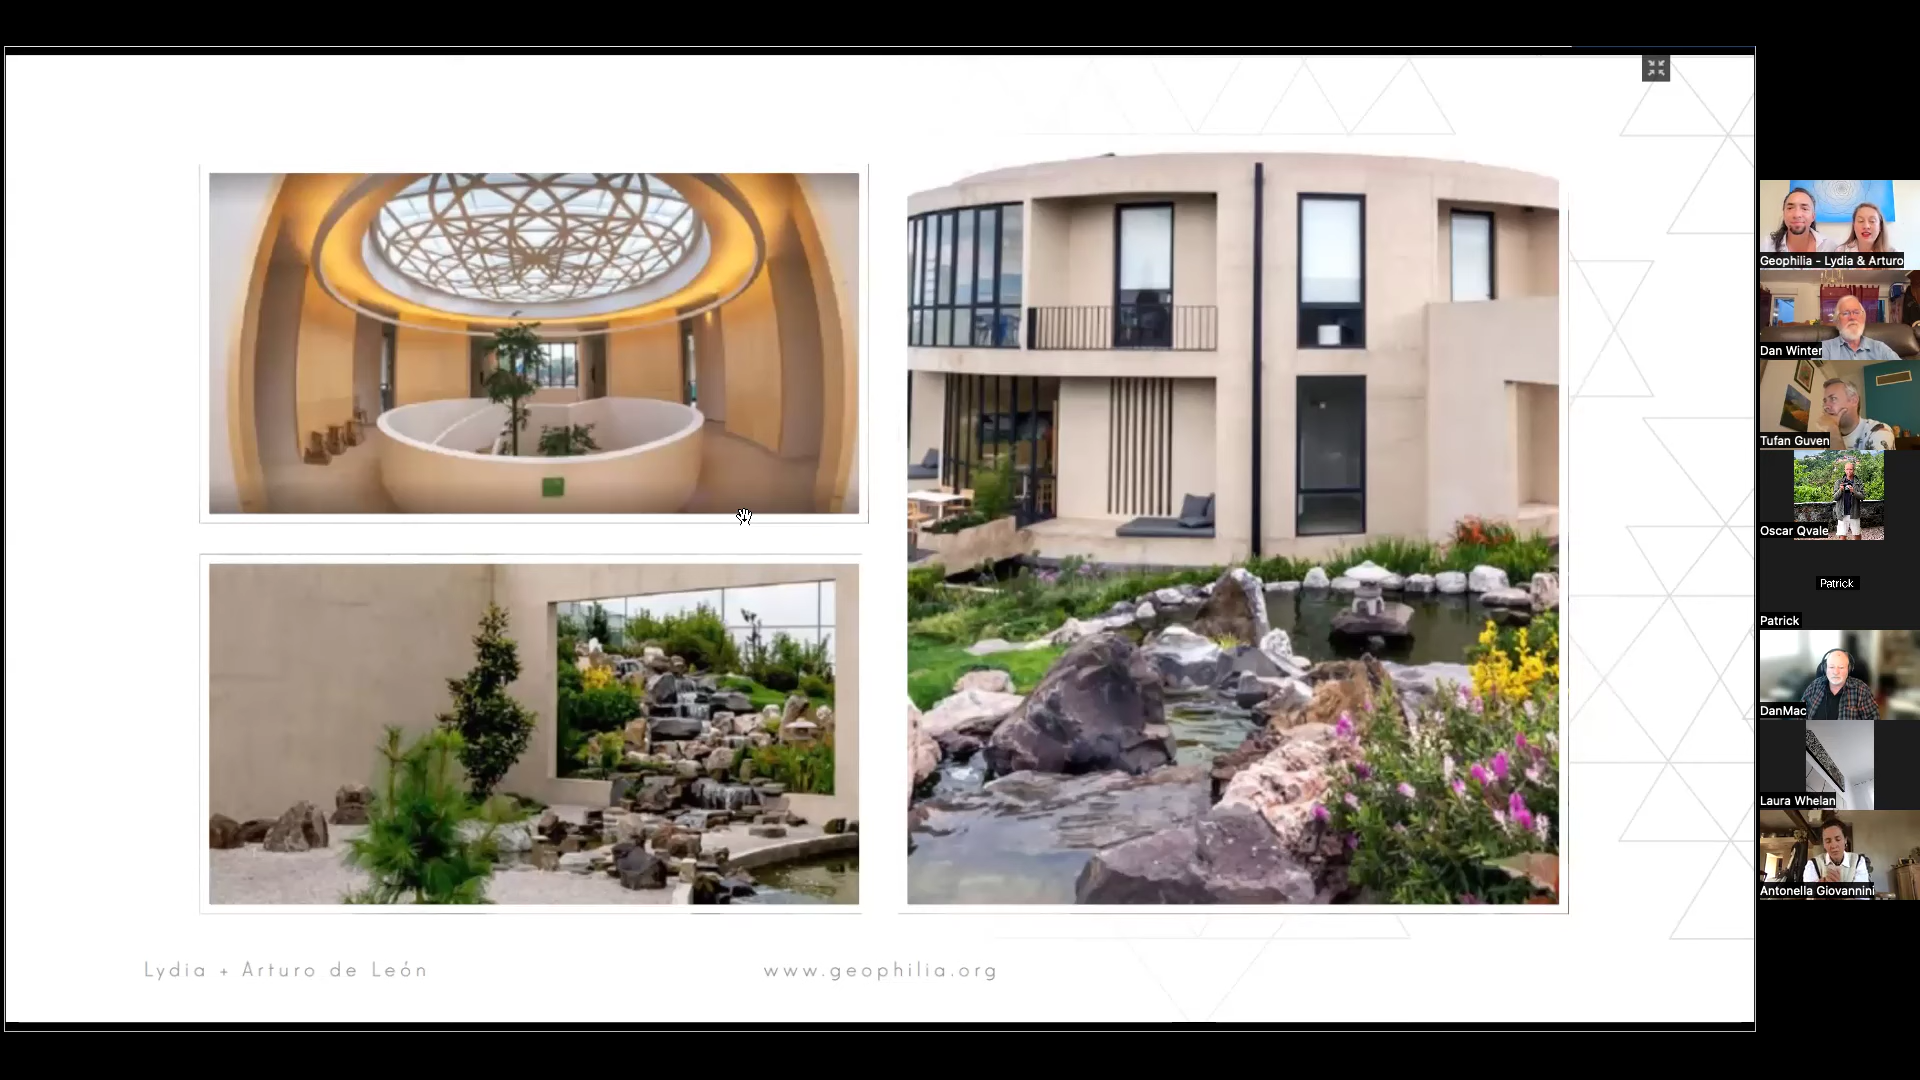 Lydia + Arturo de León
www.geophilia.org
Geophilia - Lydia & Arturo
Dan Winter
Tufan Guven
Oscar Qvale
Patrick
Patrick
DanMac
Laura Whelan
Antonella Giovannini